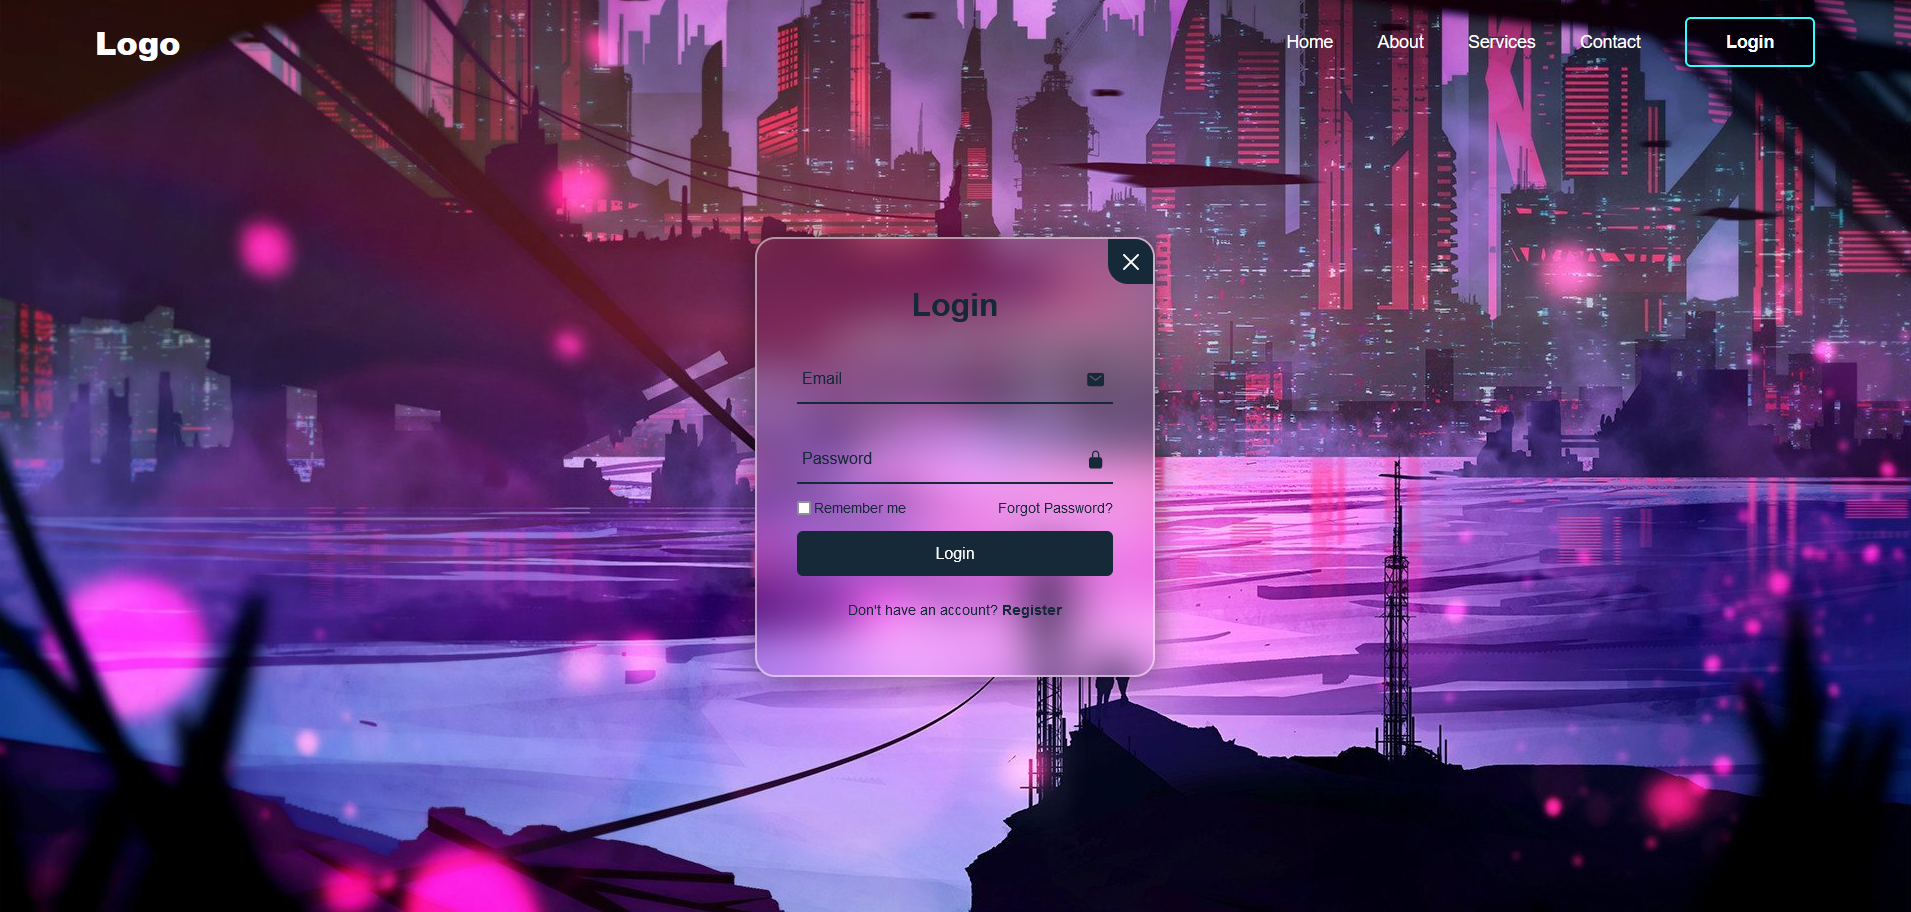 Logo
Home About Services Contact Login
Login
Email
Password
Remember me Forgot Password?
Login
Don't have an account? Register